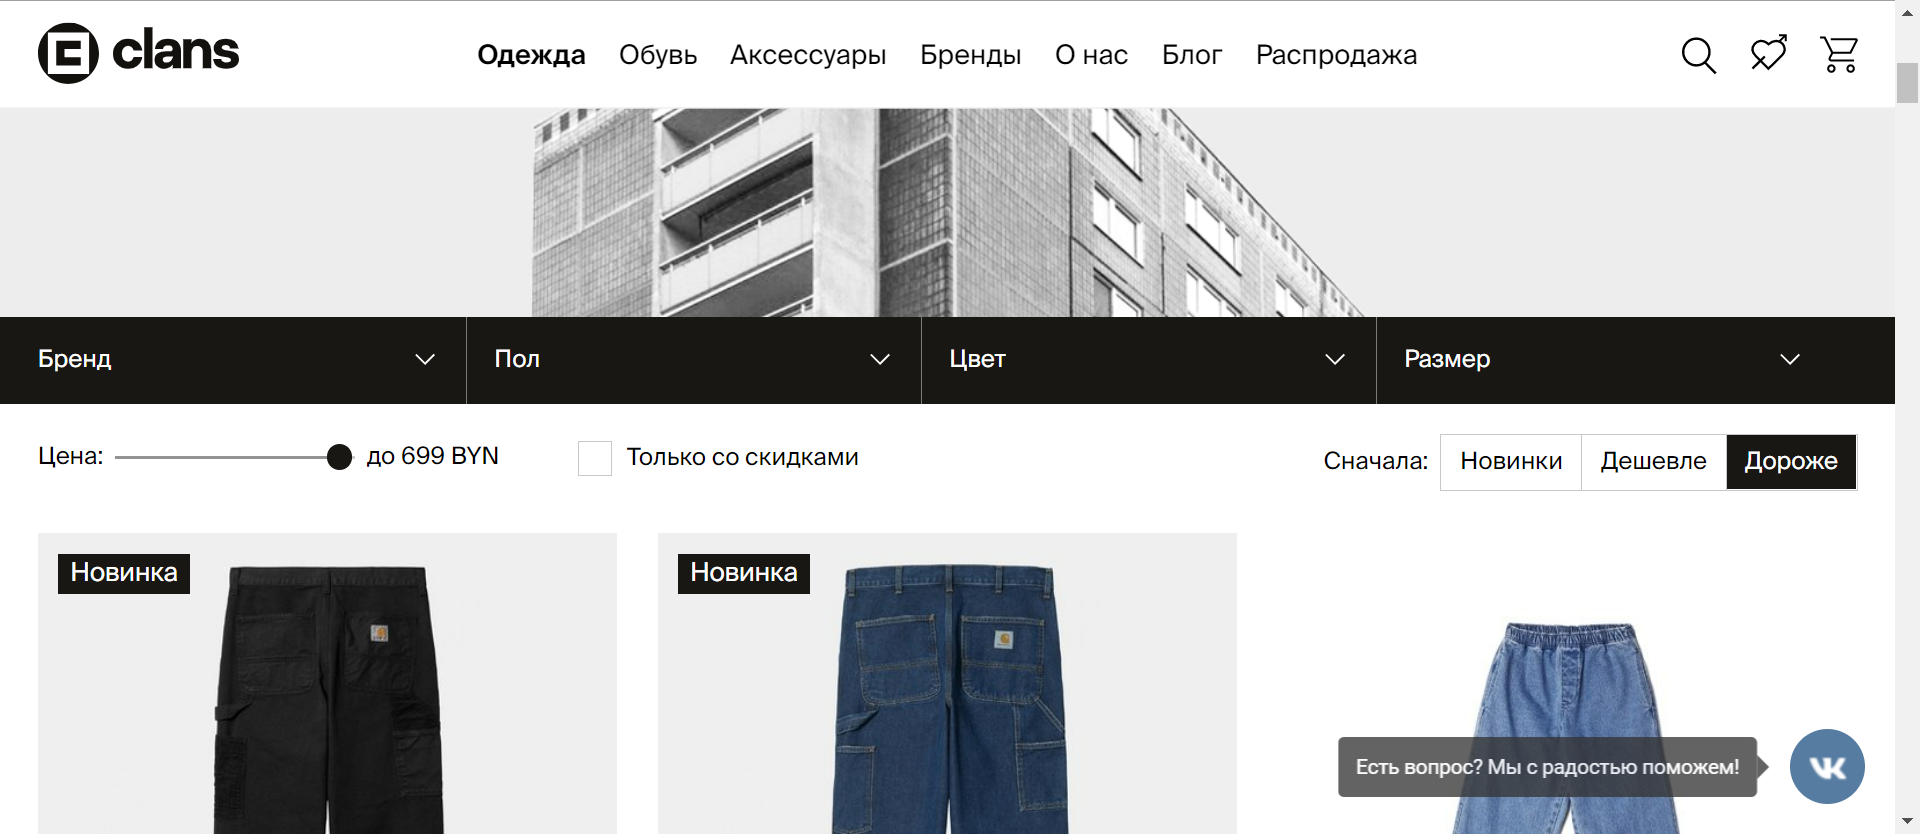 clans
Одежда Обувь Аксессуары Бренды О нас Блог Распродажа
Бренд Пол Цвет Размер
Цена: до 699 BYN Только со скидками Сначала: Новинки Дешевле Дороже
Новинка Новинка
Есть вопрос? Мы с радостью поможем!